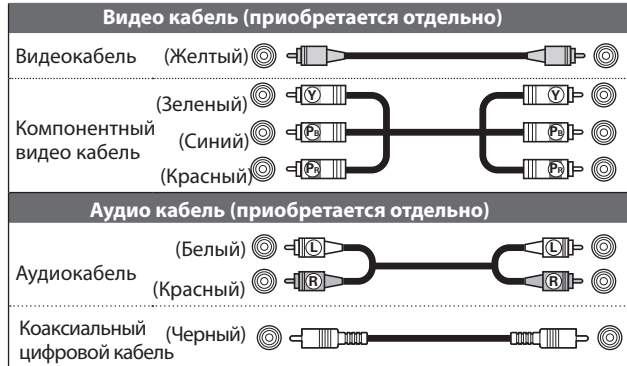 Видео кабель (приобретается отдельно)
Видеокабель (Желтый)
(Зеленый) Y Y
Компонентный
видео кабель
(Синий) PB PB
(Красный) PR PR
Аудио кабель (приобретается отдельно)
(Белый) L L
Аудиокабель
(Красный) R R
Коаксиальный (Черный)
цифровой кабель